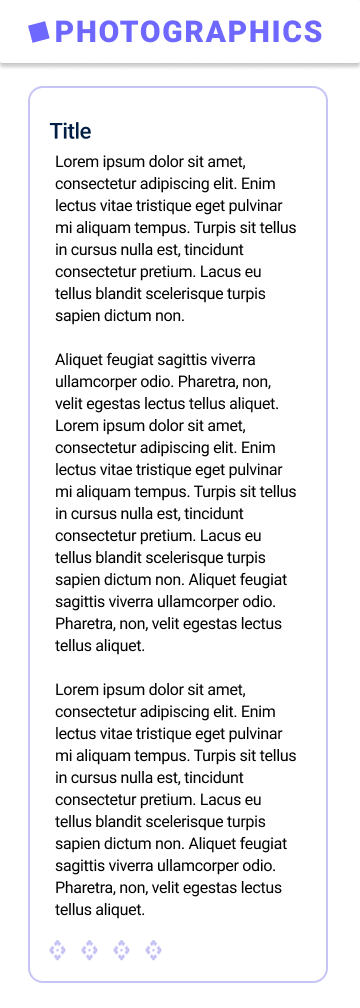 PHOTOGRAPHICS
Title
Lorem ipsum dolor sit amet,
consectetur adipiscing elit. Enim
lectus vitae tristique eget pulvinar
mi aliquam tempus. Turpis sit tellus
in cursus nulla est, tincidunt
consectetur pretium. Lacus eu
tellus blandit scelerisque turpis
sapien dictum non.
Aliquet feugiat sagittis viverra
ullamcorper odio. Pharetra, non,
velit egestas lectus tellus aliquet.
Lorem ipsum dolor sit amet,
consectetur adipiscing elit. Enim
lectus vitae tristique eget pulvinar
mi aliquam tempus. Turpis sit tellus
in cursus nulla est, tincidunt
consectetur pretium. Lacus eu
tellus blandit scelerisque turpis
sapien dictum non. Aliquet feugiat
sagittis viverra ullamcorper odio.
Pharetra, non, velit egestas lectus
tellus aliquet.
Lorem ipsum dolor sit amet,
consectetur adipiscing elit. Enim
lectus vitae tristique eget pulvinar
mi aliquam tempus. Turpis sit tellus
in cursus nulla est, tincidunt
consectetur pretium. Lacus eu
tellus blandit scelerisque turpis
sapien dictum non. Aliquet feugiat
sagittis viverra ullamcorper odio.
Pharetra, non, velit egestas lectus
tellus aliquet.